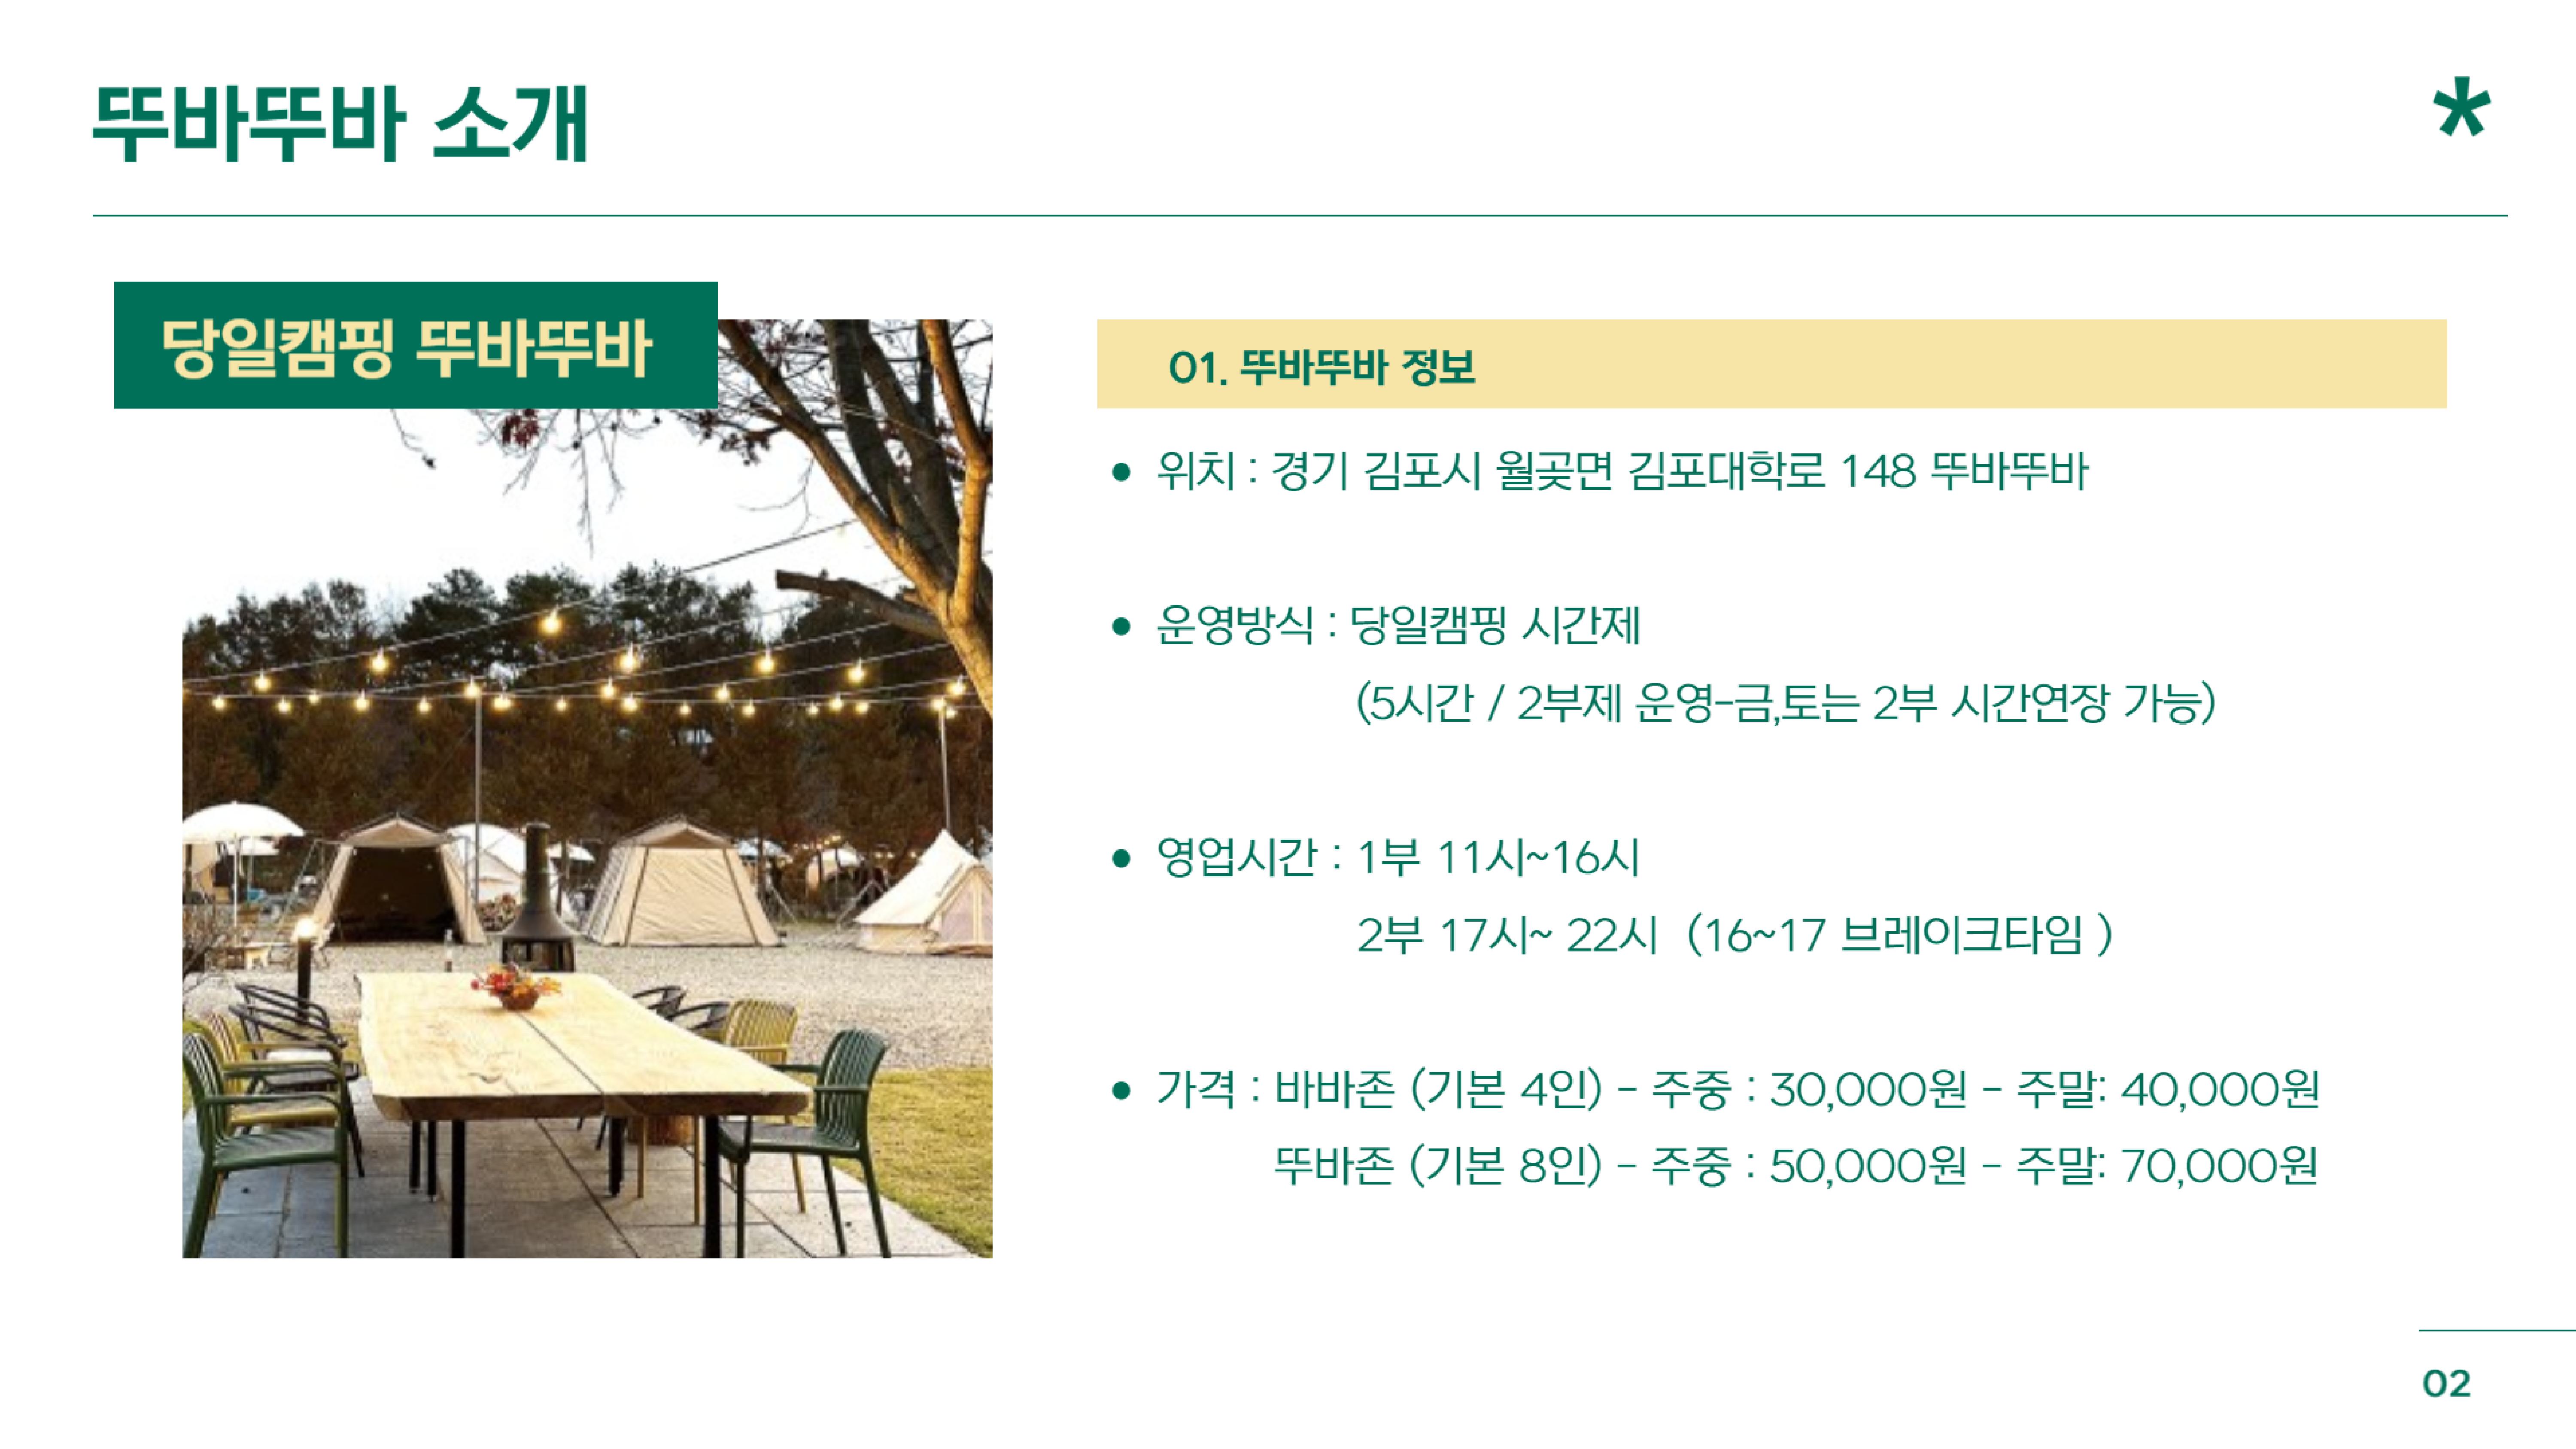 뚜바뚜바 소개
*
당일캠핑 뚜바뚜바
01. 뚜바뚜바 정보
• 위치 : 경기 김포시 월곶면 김포대학로 148 뚜바뚜바
• 운영방식 : 당일캠핑 시간제
(5시간 / 2부제 운영-금,토는 2부 시간연장 가능)
• 영업시간 : 1부 11시~16시
2부 17시~ 22시 (16~17 브레이크타임 )
• 가격 : 바바존 (기본 4인) - 주중 : 30,000원 - 주말: 40,000원
뚜바존 (기본 8인) - 주중 : 50,000원 - 주말: 70,000원
02